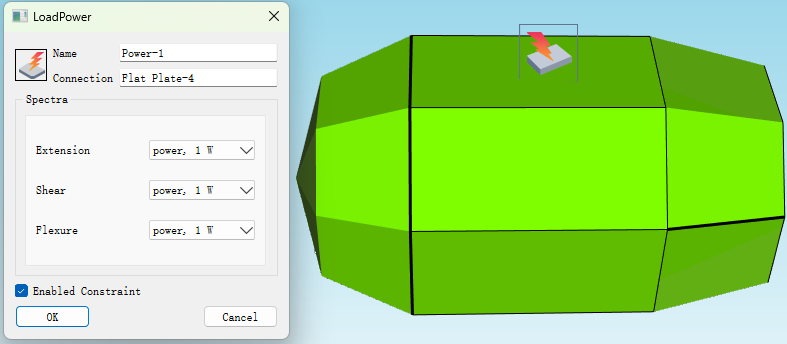 LoadPower
Name Power-1
Connection Flat Plate-4
Spectra
Extension power, 1 W
Shear power, 1 W
Flexure power, 1 W
Enabled Constraint
OK Cancel